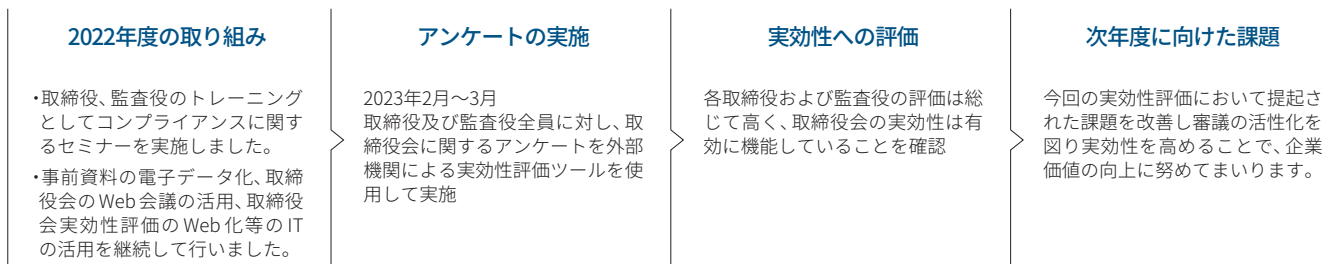 2022年度の取り組み
・取締役、監査役のトレーニング
としてコンプライアンスに関す
るセミナーを実施しました。
・事前資料の電子データ化、取締
役会のWeb会議の活用、取締役
会実効性評価のWeb化等のIT
の活用を継続して行いました。
アンケートの実施
2023年2月～3月
取締役及び監査役全員に対し、取
締役会に関するアンケートを外部
機関による実効性評価ツールを使
用して実施
実効性への評価
各取締役および監査役の評価は総
じて高く、取締役会の実効性は有
効に機能していることを確認
次年度に向けた課題
今回の実効性評価において提起さ
れた課題を改善し審議の活性化を
図り実効性を高めることで、企業
価値の向上に努めてまいります。